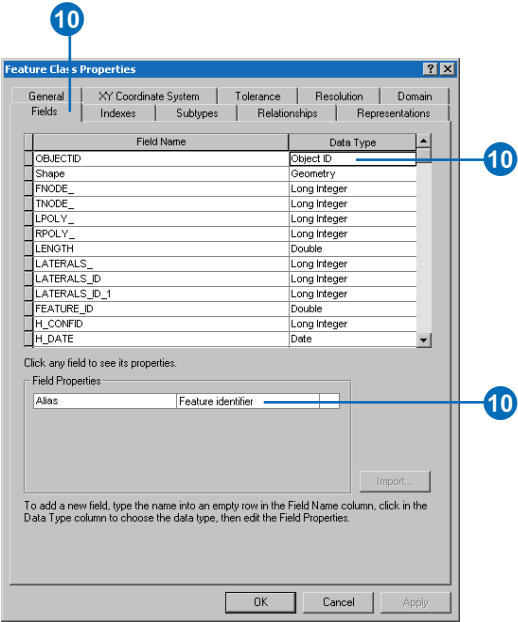 10
Feature Class Properties
General XY Coordinate System Tolerance Resolution Domain
Fields Indexes Subtypes Relationships Representations
Field Name Data Type
OBJECTID Object ID
10
Shape Geometry
FNODE_ Long Integer
TNODE_ Long Integer
LPOLY_ Long Integer
RPOLY_ Long Integer
LENGTH Double
LATERALS_ Long Integer
LATERALS_ID Long Integer
LATERALS_ID_1 Long Integer
FEATURE_ID Double
H_CONFID Long Integer
H_DATE Date
Click any field to see its properties.
Field Properties
Alias Feature identifier
10
Import...
To add a new field, type the name into an empty row in the Field Name column, click in the
Data Type column to choose the data type, then edit the Field Properties.
OK Cancel Apply